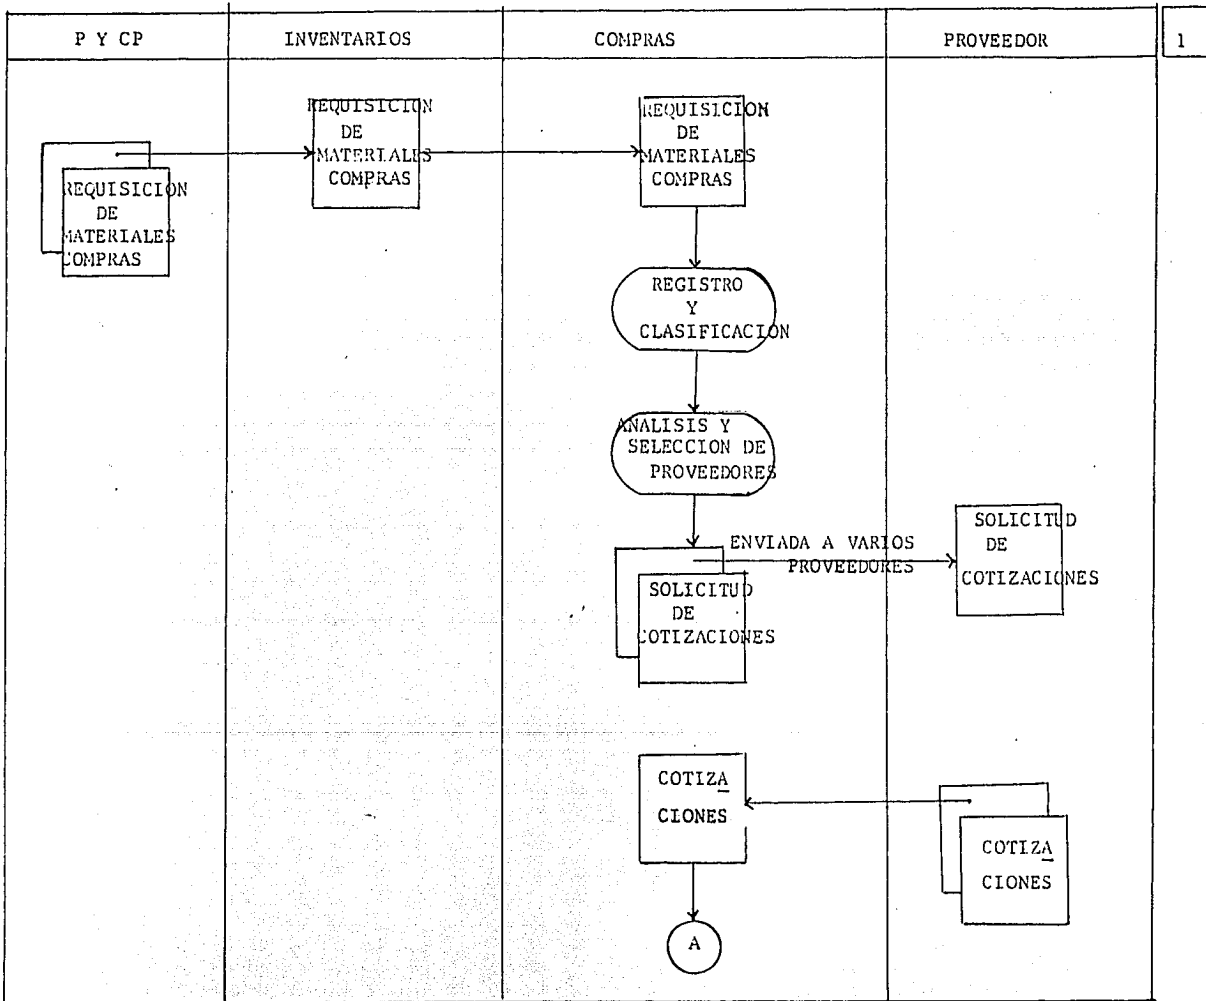 P Y CP
INVENTARIOS
COMPRAS
PROVEEDOR
1
REQUISICION
DE
MATERIALES
COMPRAS
REQUISICION
DE
MATERIALES
COMPRAS
REQUISICION
DE
MATERIALES
COMPRAS
REGISTRO
Y
CLASIFICACION
ANALISIS Y
SELECCION DE
PROVEEDORES
ENVIADA A VARIOS
PROVEEDORES
SOLICITUD
DE
COTIZACIONES
SOLICITUD
DE
COTIZACIONES
COTIZA
CIONES
COTIZA
CIONES
A